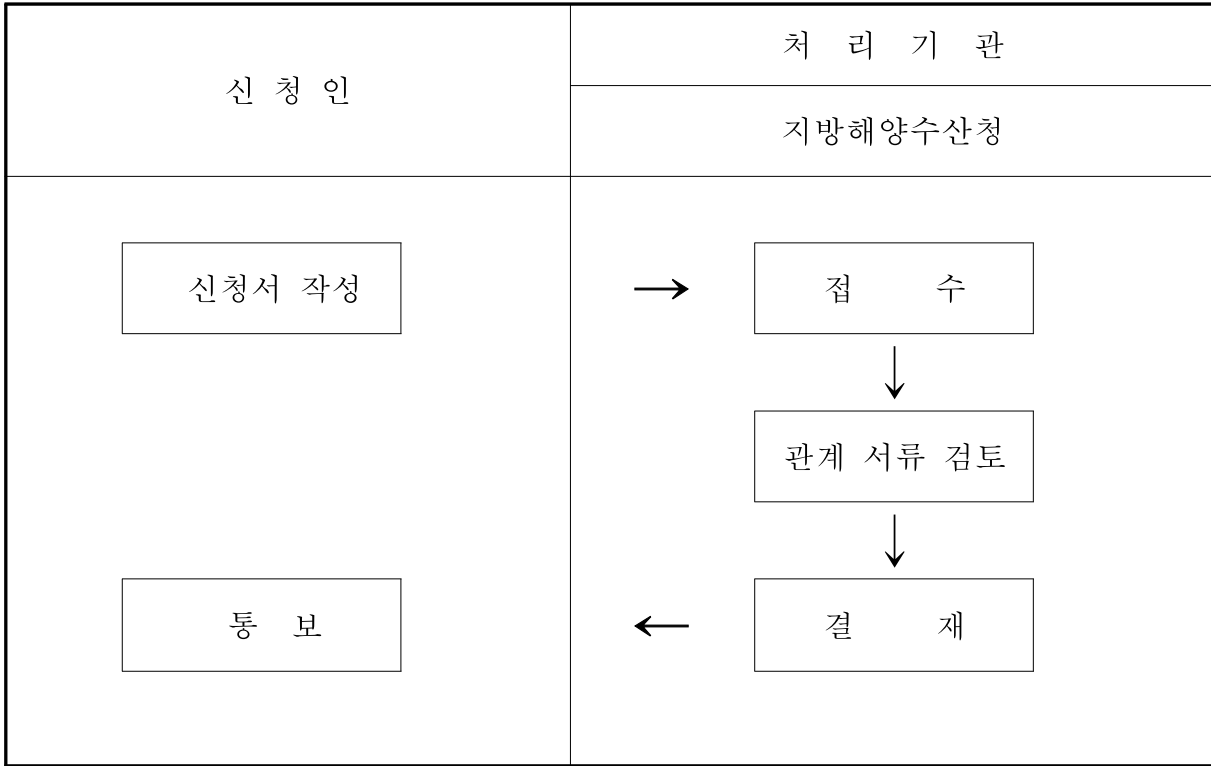 신 청 인
처 리 기 관
지방해양수산청
신청서 작성
→
접 수
↓
관계 서류 검토
↓
통 보
←
결 재